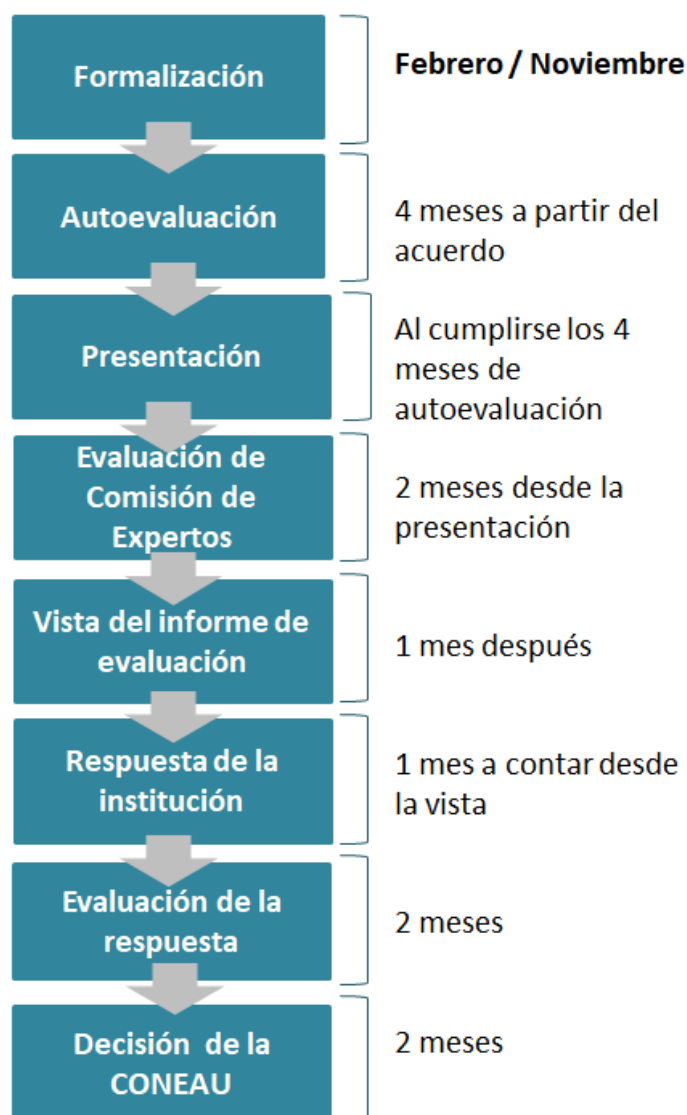 Formalización
Febrero / Noviembre
Autoevaluación
4 meses a partir del
acuerdo
Presentación
Al cumplirse los 4
meses de
autoevaluación
Evaluación de
Comisión de
Expertos
2 meses desde la
presentación
Vista del informe de
evaluación
1 mes después
Respuesta de la
institución
1 mes a contar desde
la vista
Evaluación de la
respuesta
2 meses
Decisión de la
CONEAU
2 meses